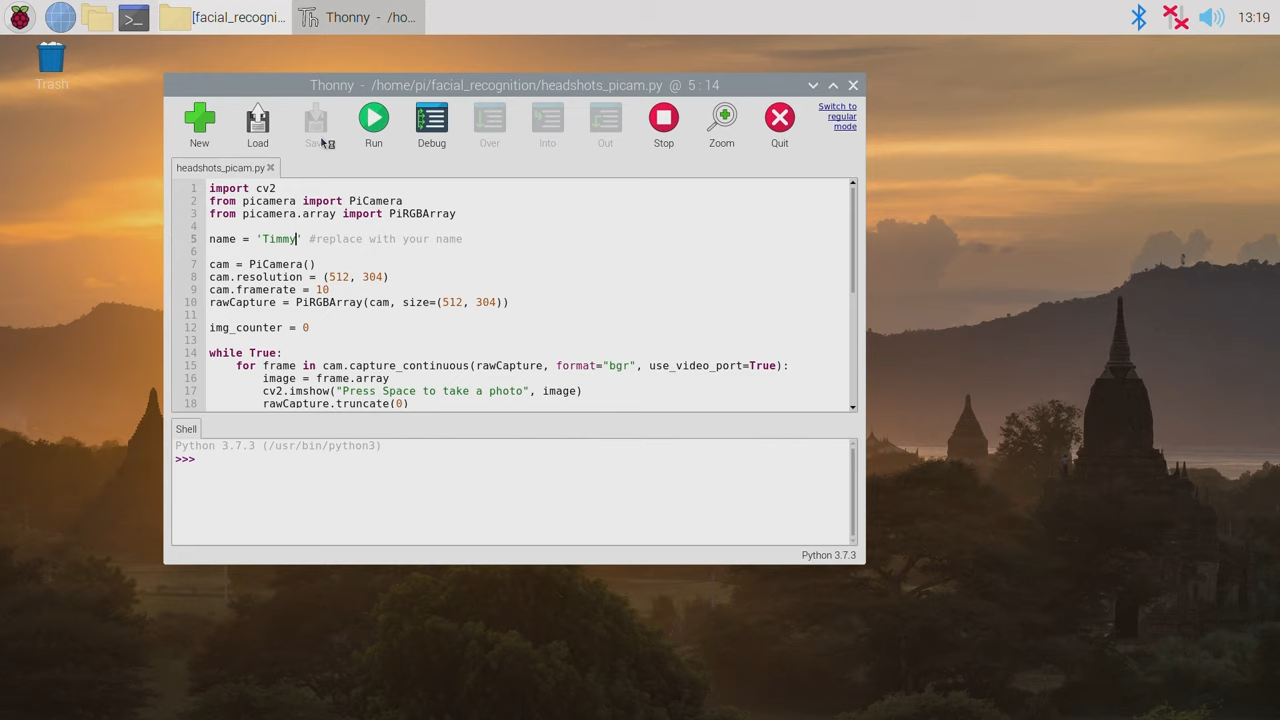 [facial_recogni...
Thonny - /ho...
13:19
Trash
Thonny - /home/pi/facial_recognition/headshots_picam.py @ 5 : 14
New
Load
Save
Run
Debug
Over
Into
Out
Stop
Zoom
Quit
Switch to
regular
mode
headshots_picam.py
1 import cv2
2 from picamera import PiCamera
3 from picamera.array import PiRGBArray
4
5 name = 'Timmy' #replace with your name
6
7 cam = PiCamera()
8 cam.resolution = (512, 304)
9 cam.framerate = 10
10 rawCapture = PiRGBArray(cam, size=(512, 304))
11
12 img_counter = 0
13
14 while True:
15 for frame in cam.capture_continuous(rawCapture, format="bgr", use_video_port=True):
16 image = frame.array
17 cv2.imshow("Press Space to take a photo", image)
18 rawCapture.truncate(0)
Shell
Python 3.7.3 (/usr/bin/python3)
>>>
Python 3.7.3